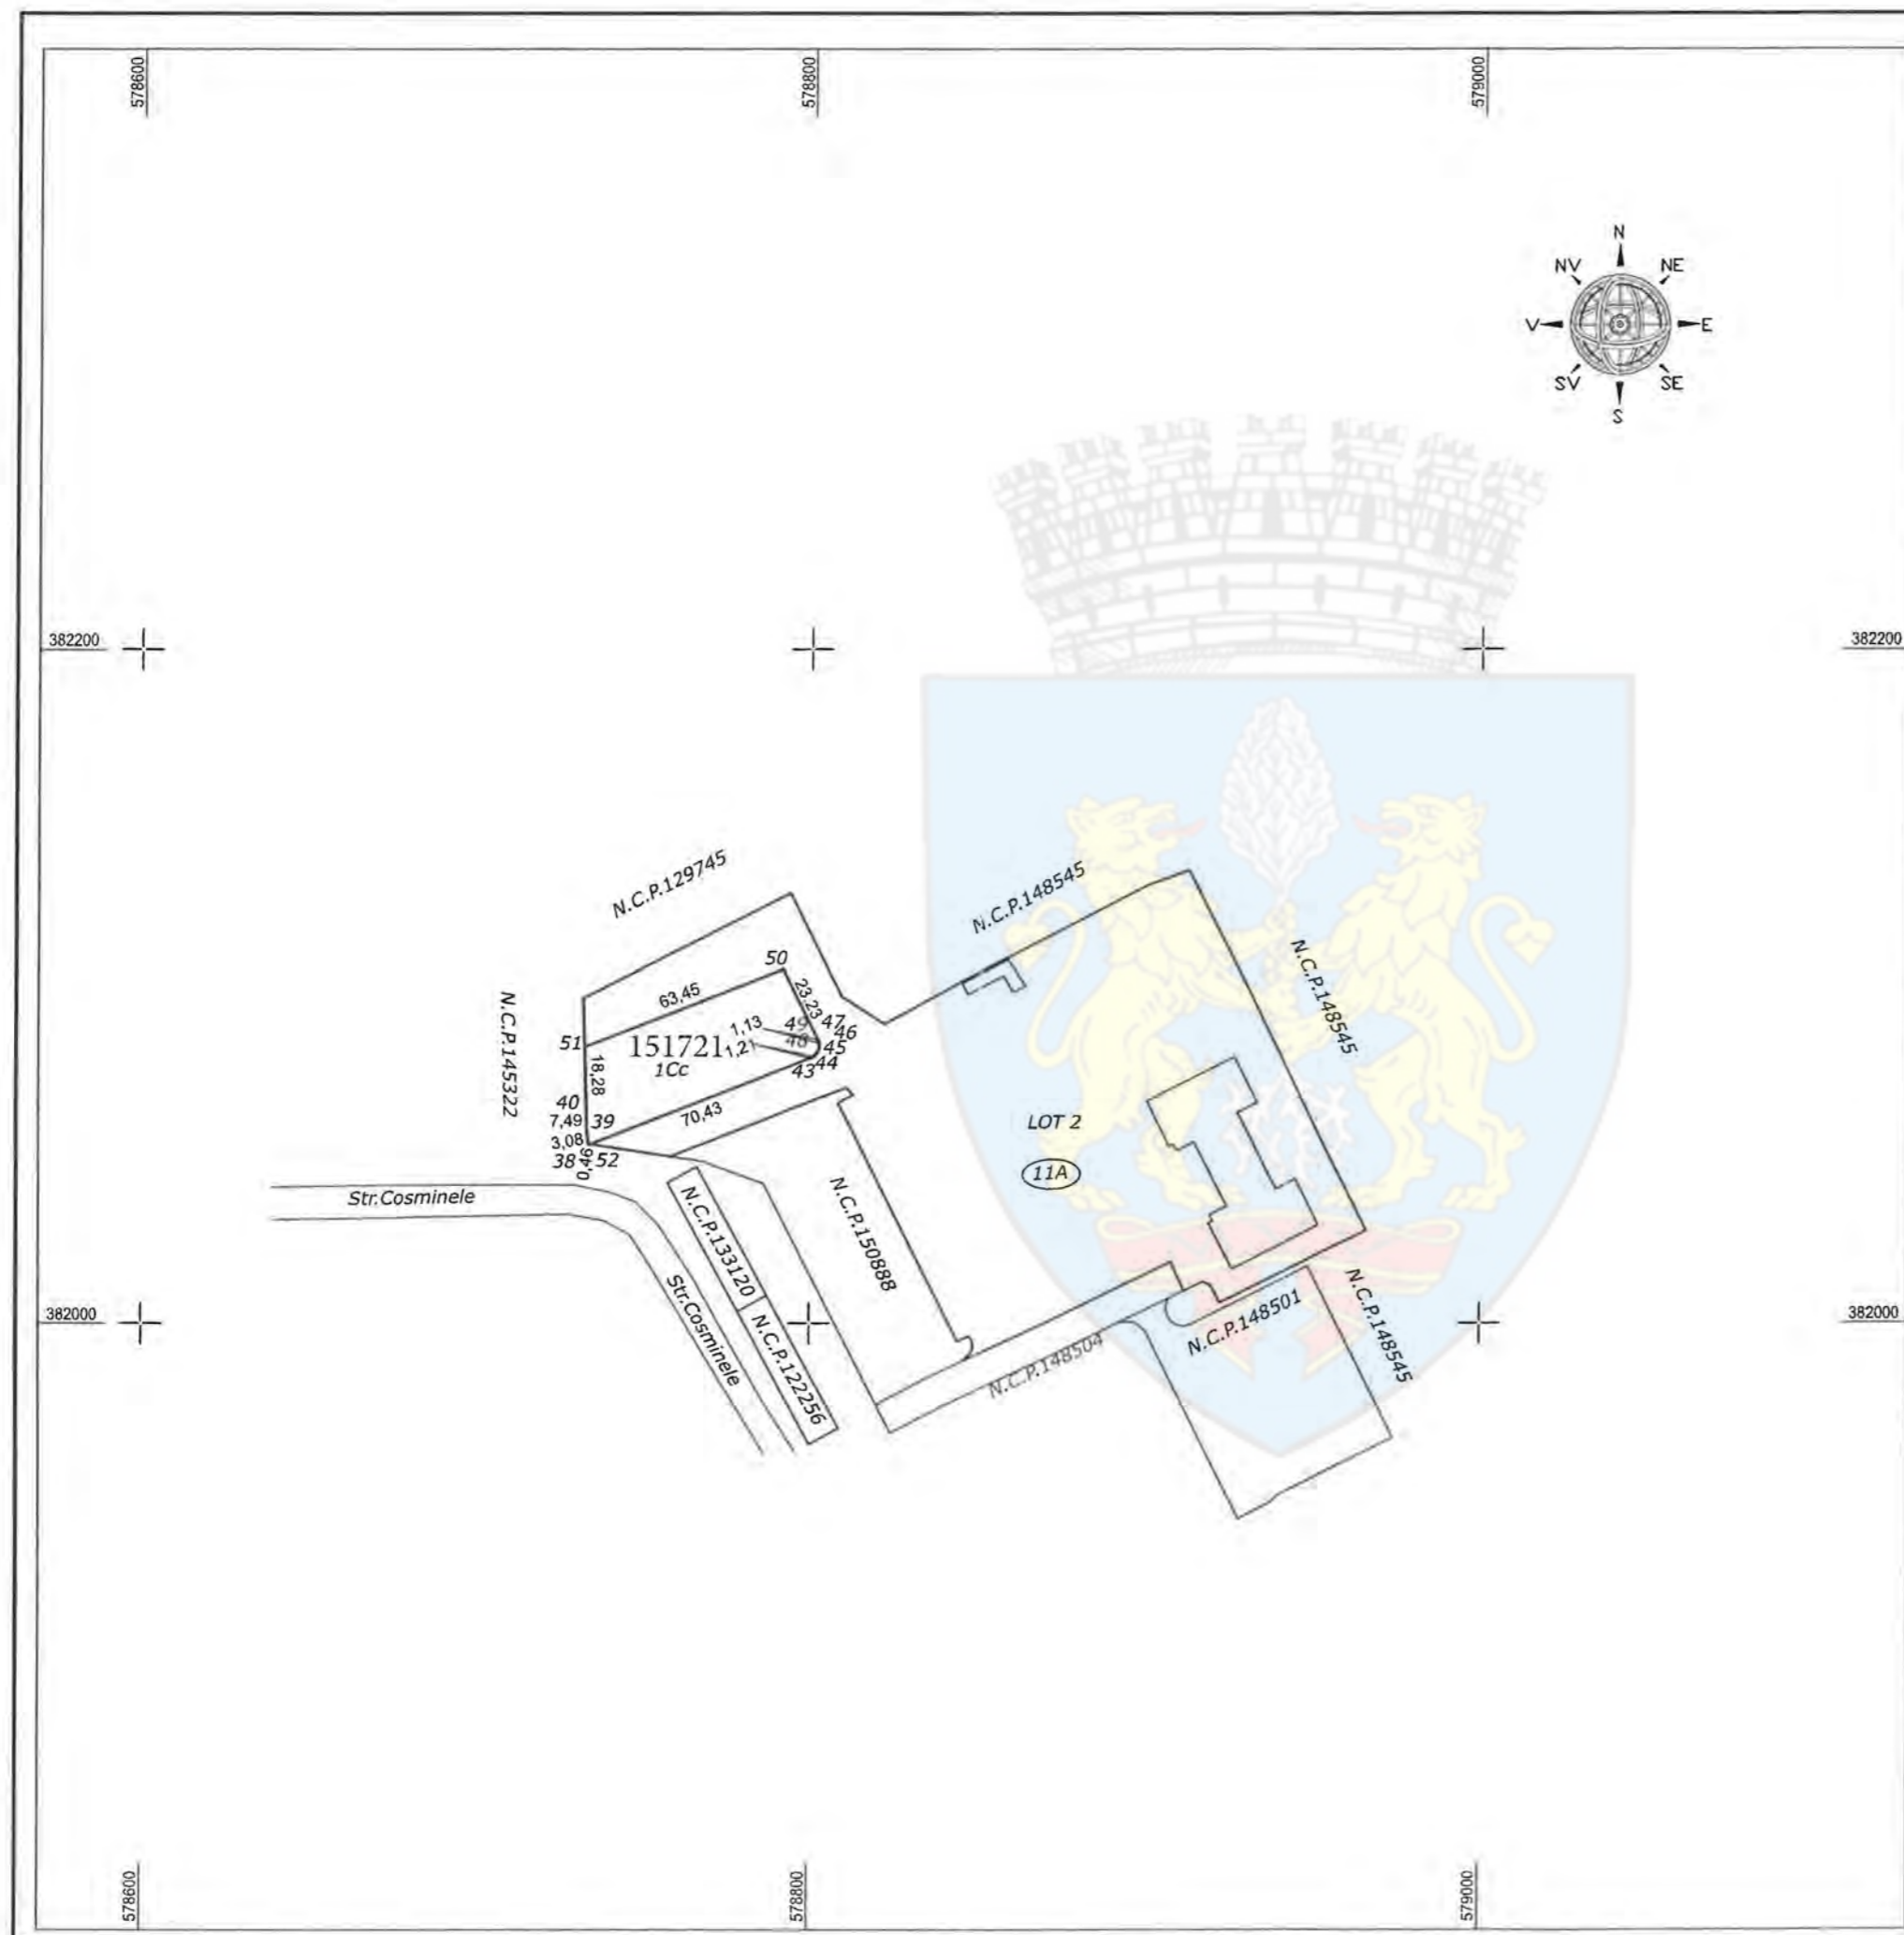 578600
578800
579000
N
NV
NE
V
E
SV
SE
S
382200
382200
N.C.P.129745
N.C.P.148545
50
63,45
23,23
N.C.P.148545
N.C.P.145322
51
151721
1Cc
1,13
49
47
46
1,21
48
45
44
43
18,28
40
7,49
39
3,08
38
0,49
52
70,43
LOT 2
11A
Str.Cosminele
N.C.P.133120
N.C.P.150888
Str.Cosminele
N.C.P.122256
N.C.P.148504
N.C.P.148501
N.C.P.148545
382000
382000
578600
578800
579000